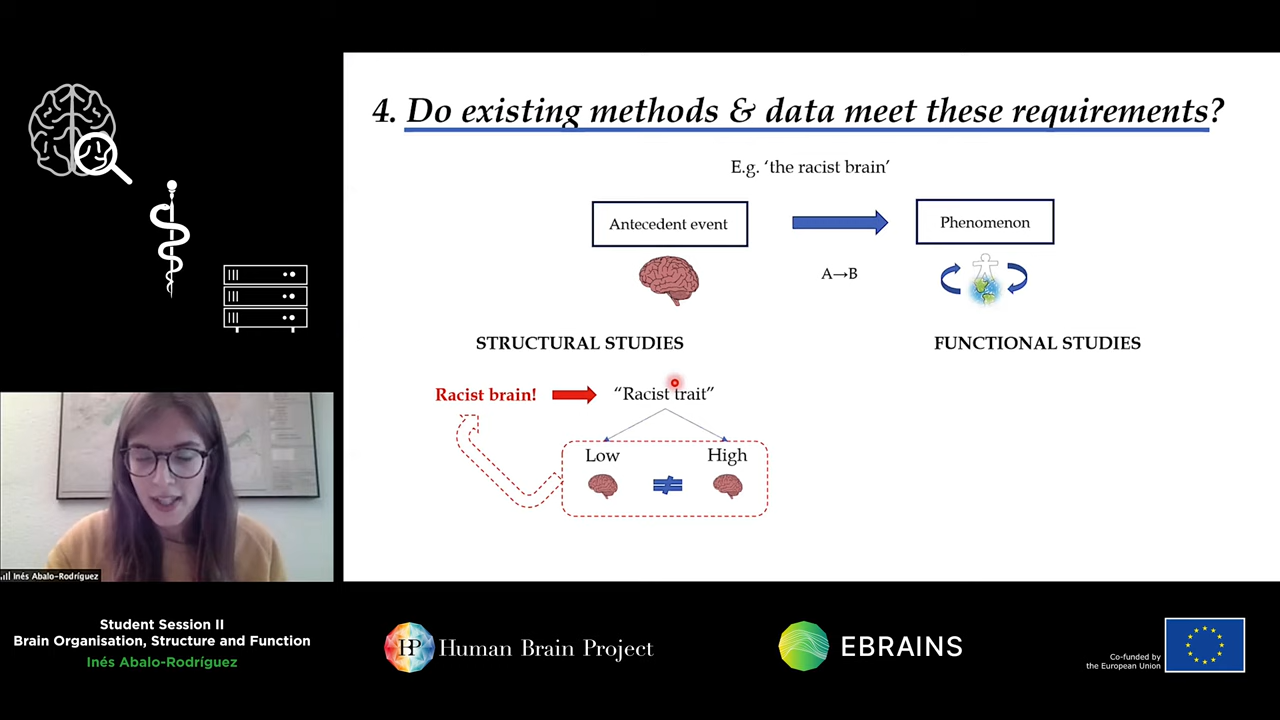 4. Do existing methods & data meet these requirements?
E.g. ‘the racist brain’
Antecedent event
Phenomenon
A→B
STRUCTURAL STUDIES
FUNCTIONAL STUDIES
Racist brain!
“Racist trait”
Low
High
Inés Abalo-Rodríguez
Student Session II
Brain Organisation, Structure and Function
Inés Abalo-Rodríguez
HP
Human Brain Project
EBRAINS
Co-funded by
the European Union